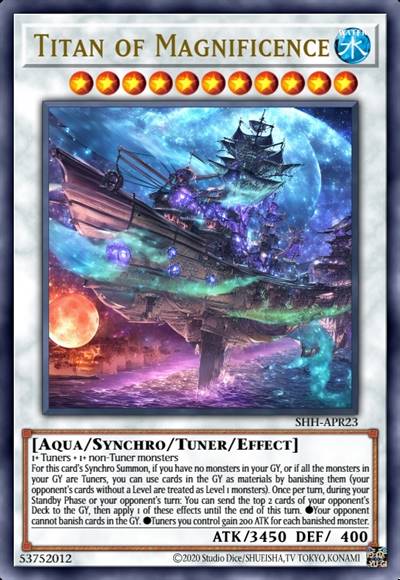 TITAN OF MAGNIFICENCE
WATER
水
SHH-APR23
[AQUA/SYNCHRO/TUNER/EFFECT]
1+ Tuners + 1+ non-Tuner monsters
For this card's Synchro Summon, if you have no monsters in your GY, or if all the monsters in
your GY are Tuners, you can use cards in the GY as materials by banishing them (your
opponent's cards without a Level are treated as Level 1 monsters). Once per turn, during your
Standby Phase or your opponent's turn: You can send the top 2 cards of your opponent's
Deck to the GY, then apply 1 of these effects until the end of this turn. ●Your opponent
cannot banish cards in the GY. ●Tuners you control gain 200 ATK for each banished monster.
ATK/3450 DEF/ 400
53752012
©2020 Studio Dice/SHUEISHA,TV TOKYO,KONAMI